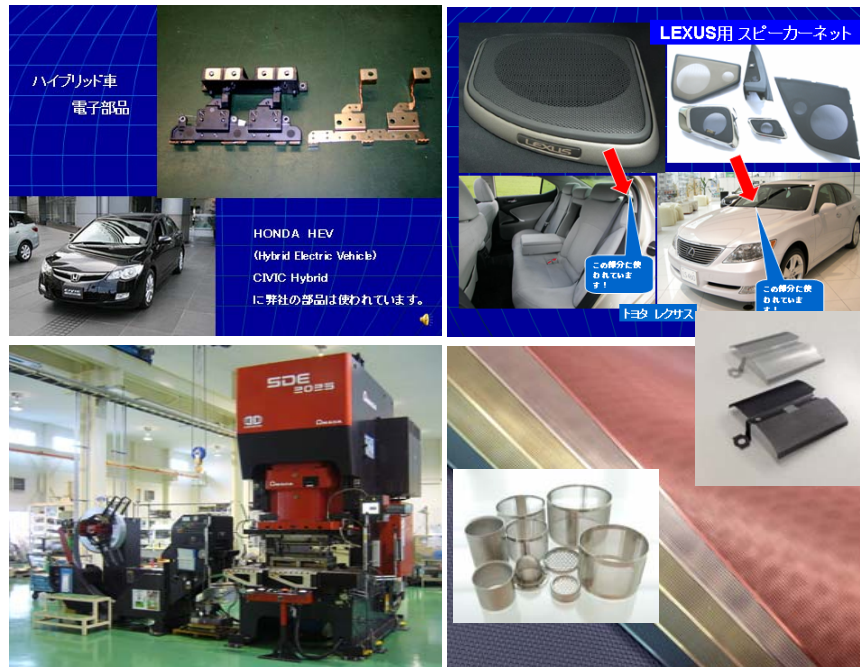 ハイブリッド車
電子部品
HONDA HEV
(Hybrid Electric Vehicle)
CIVIC Hybrid
に弊社の部品は使われています。
LEXUS用 スピーカーネット
LEXUS
この部分に使
われていま
す!
この部分に使
われていま
す!
トヨタ レクサス
SDE
2025